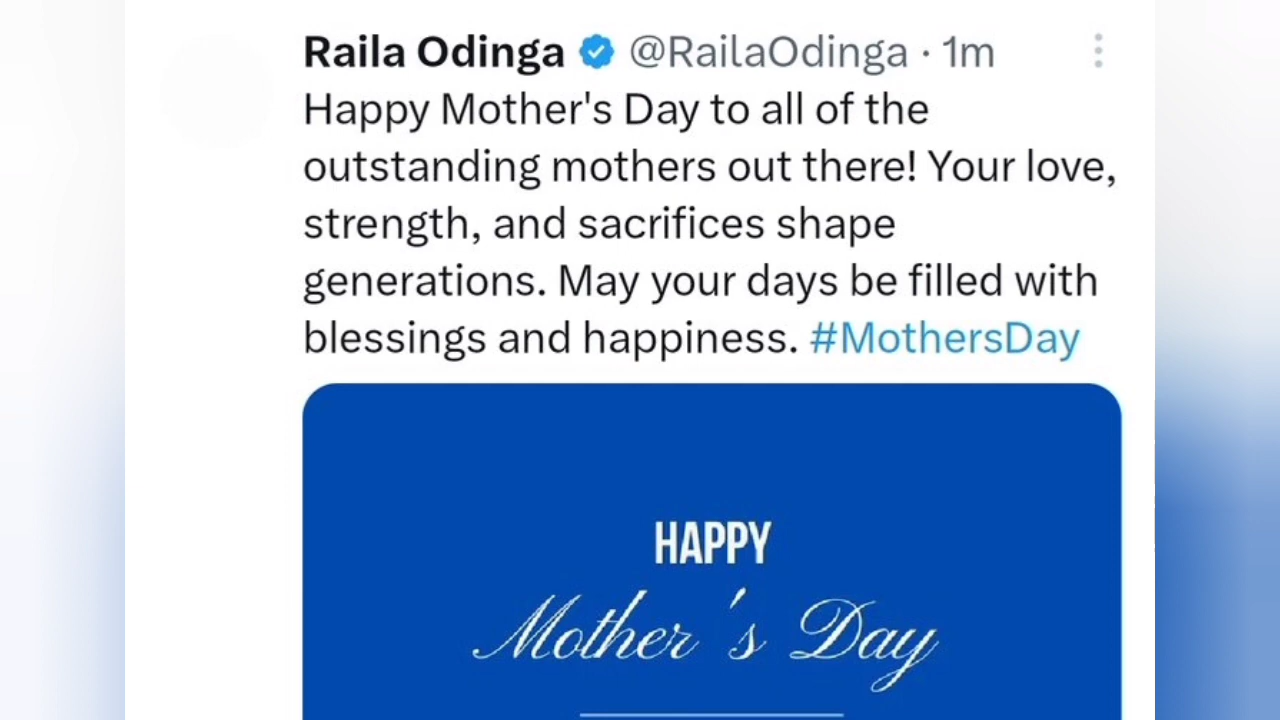 Raila Odinga @RailaOdinga · 1m
Happy Mother's Day to all of the
outstanding mothers out there! Your love,
strength, and sacrifices shape
generations. May your days be filled with
blessings and happiness. #MothersDay
HAPPY
Mother's Day